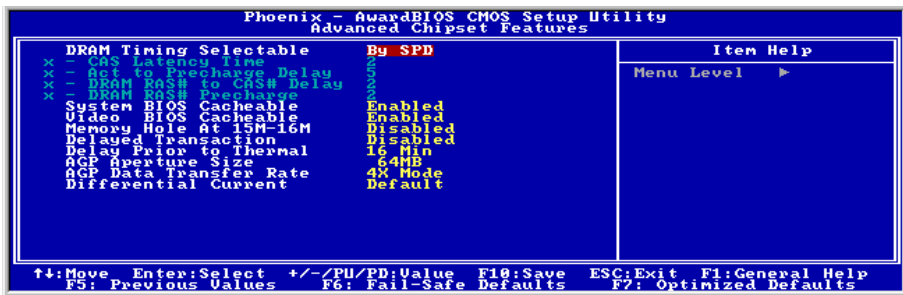 Phoenix - AwardBIOS CMOS Setup Utility
Advanced Chipset Features
DRAM Timing Selectable By SPD
x - CAS Latency Time 2
x - Act to Precharge Delay 5
x - DRAM RAS# to CAS# Delay 2
x - DRAM RAS# Precharge 2
System BIOS Cacheable Enabled
Video BIOS Cacheable Enabled
Memory Hole At 15M-16M Disabled
Delayed Transaction Disabled
Delay Prior to Thermal 16 Min
AGP Aperture Size 64MB
AGP Data Transfer Rate 4X Mode
Differential Current Default
Item Help
Menu Level ▶
↑↓:Move Enter:Select +/-/PU/PD:Value F10:Save ESC:Exit F1:General Help
F5: Previous Values F6: Fail-Safe Defaults F7: Optimized Defaults